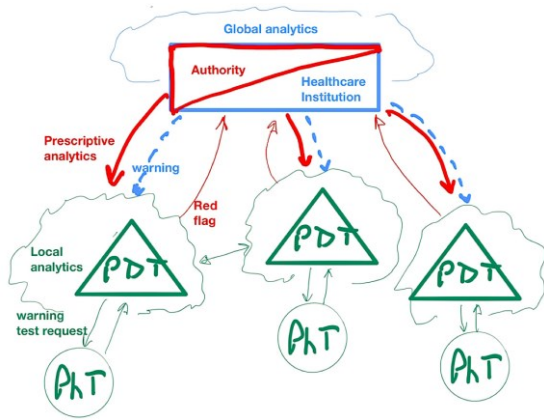 Global analytics
Authority
Healthcare
Institution
Prescriptive
analytics
warning
Red
flag
Local
analytics
PDT
PDT
PDT
warning
test request
PhT
PhT
PhT